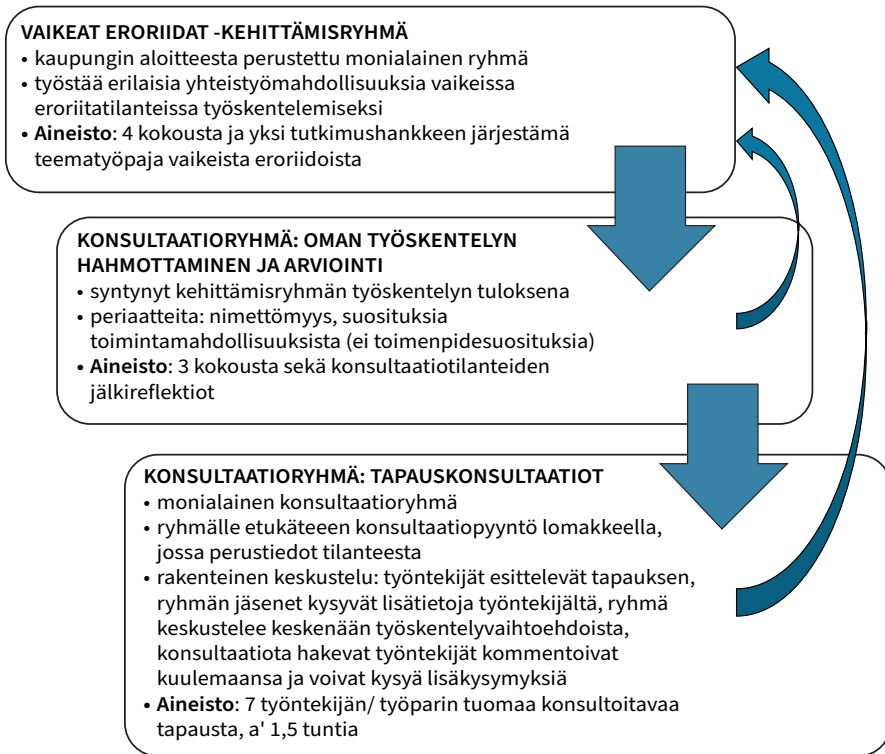 VAIKEAT ERORIIDAT -KEHITTÄMISRYHMÄ
• kaupungin aloitteesta perustettu monialainen ryhmä
• työstää erilaisia yhteistyömahdollisuuksia vaikeissa
eroriitatilanteissa työskentelemiseksi
• Aineisto: 4 kokousta ja yksi tutkimushankkeen järjestämä
teematyöpaja vaikeista eroriidoista
KONSULTAATIORYHMÄ: OMAN TYÖSKENTELYN
HAHMOTTAMINEN JA ARVIOINTI
• syntynyt kehittämisryhmän työskentelyn tuloksena
• periaatteita: nimettömyys, suosituksia
toimintamahdollisuuksista (ei toimenpidesuosituksia)
• Aineisto: 3 kokousta sekä konsultaatiotilanteiden
jälkireflektiot
KONSULTAATIORYHMÄ: TAPAUSKONSULTAATIOT
• monialainen konsultaatioryhmä
• ryhmälle etukäteeen konsultaatiopyyntö lomakkeella,
jossa perustiedot tilanteesta
• rakenteinen keskustelu: työntekijät esittelevät tapauksen,
ryhmän jäsenet kysyvät lisätietoja työntekijältä, ryhmä
keskustelee keskenään työskentelyvaihtoehdoista,
konsultaatiota hakevat työntekijät kommentoivat
kuulemaansa ja voivat kysyä lisäkysymyksiä
• Aineisto: 7 työntekijän/ työparin tuomaa konsultoitavaa
tapausta, a' 1,5 tuntia